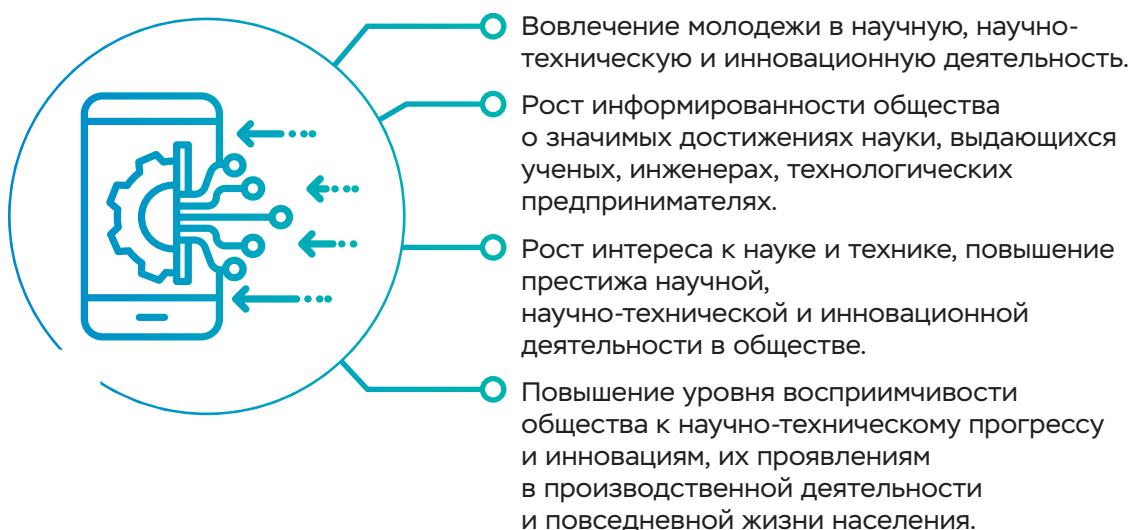 Вовлечение молодежи в научную, научно-
техническую и инновационную деятельность.
Рост информированности общества
о значимых достижениях науки, выдающихся
ученых, инженерах, технологических
предпринимателях.
Рост интереса к науке и технике, повышение
престижа научной,
научно-технической и инновационной
деятельности в обществе.
Повышение уровня восприимчивости
общества к научно-техническому прогрессу
и инновациям, их проявлениям
в производственной деятельности
и повседневной жизни населения.